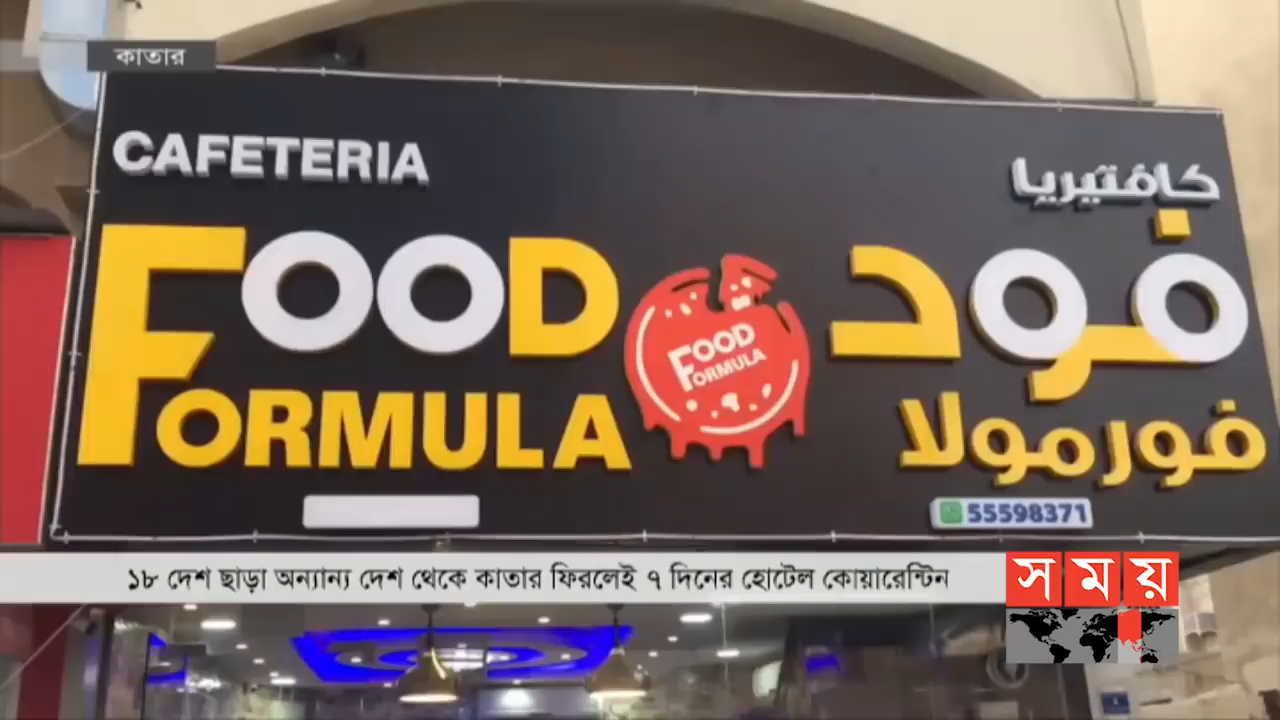 কাতার
CAFETERIA
كافتيريا
FOOD
FORMULA
FOOD
FORMULA
فود
فورمولا
55598371
১৮ দেশ ছাড়া অন্যান্য দেশ থেকে কাতার ফিরলেই ৭ দিনের হোটেল কোয়ারেন্টিন
সময়